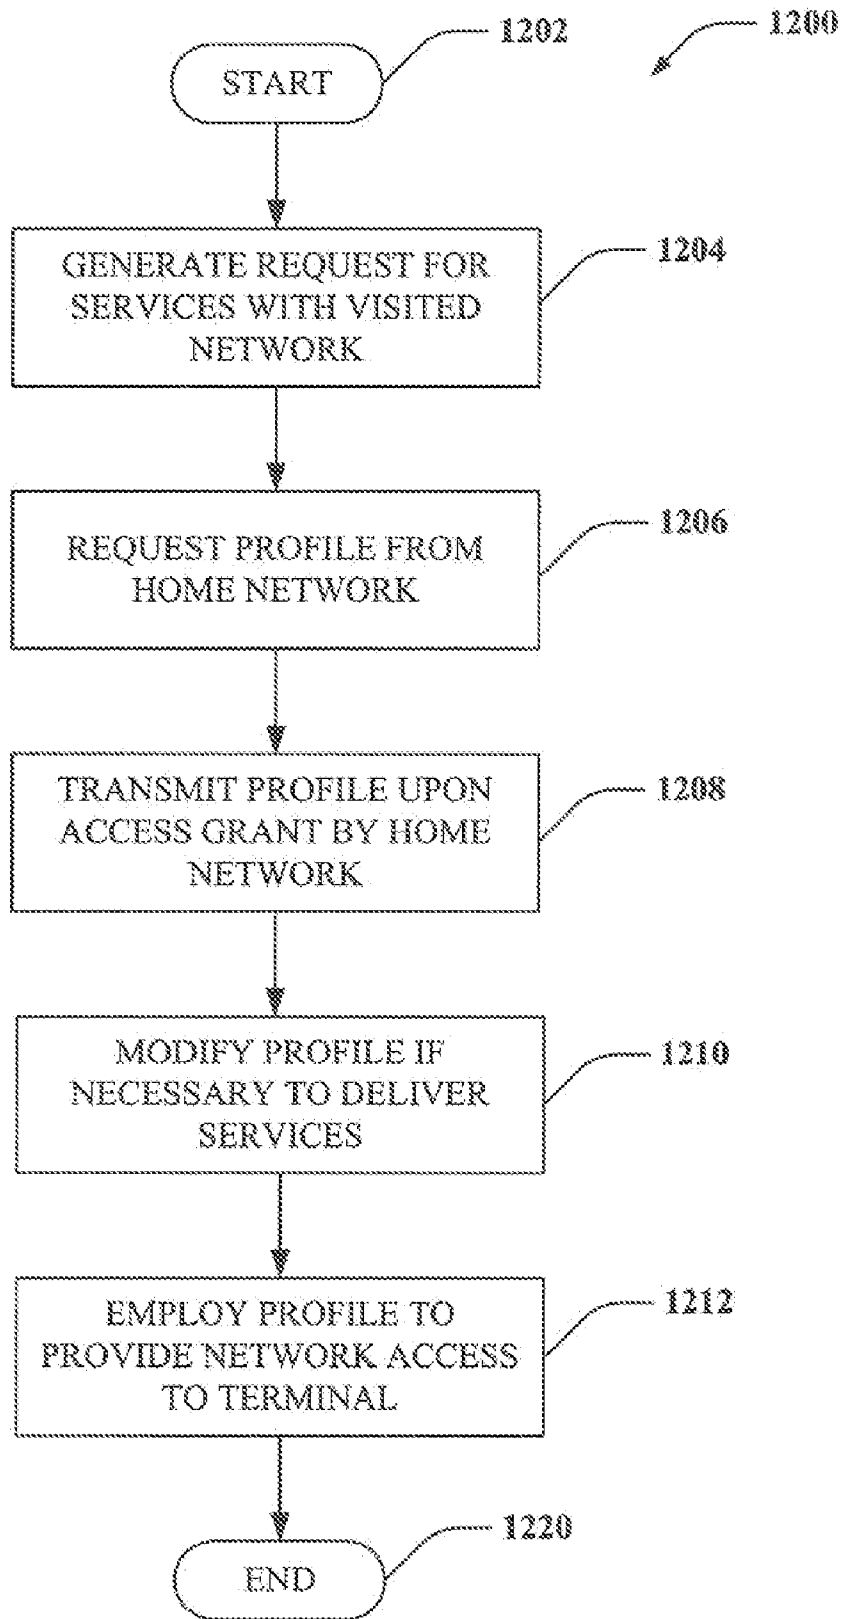 1202
1200
START
1204
GENERATE REQUEST FOR
SERVICES WITH VISITED
NETWORK
1206
REQUEST PROFILE FROM
HOME NETWORK
1208
TRANSMIT PROFILE UPON
ACCESS GRANT BY HOME
NETWORK
1210
MODIFY PROFILE IF
NECESSARY TO DELIVER
SERVICES
1212
EMPLOY PROFILE TO
PROVIDE NETWORK ACCESS
TO TERMINAL
1220
END